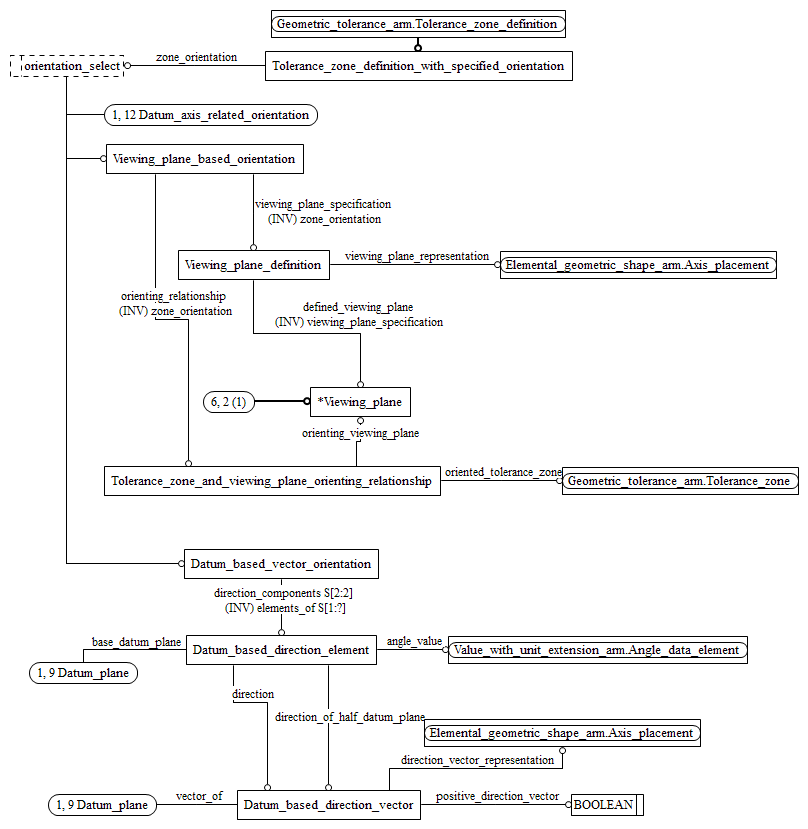 Geometric_tolerance_arm.Tolerance_zone_definition
zone_orientation
orientation_select
Tolerance_zone_definition_with_specified_orientation
1, 12 Datum_axis_related_orientation
Viewing_plane_based_orientation
viewing_plane_specification
(INV) zone_orientation
viewing_plane_representation
Viewing_plane_definition
Elemental_geometric_shape_arm.Axis_placement
orienting_relationship
(INV) zone_orientation
defined_viewing_plane
(INV) viewing_plane_specification
6, 2 (1)
*Viewing_plane
orienting_viewing_plane
oriented_tolerance_zone
Tolerance_zone_and_viewing_plane_orienting_relationship
Geometric_tolerance_arm.Tolerance_zone
Datum_based_vector_orientation
direction_components S[2:2]
(INV) elements_of S[1:?]
base_datum_plane
angle_value
Datum_based_direction_element
Value_with_unit_extension_arm.Angle_data_element
1, 9 Datum_plane
direction
direction_of_half_datum_plane
Elemental_geometric_shape_arm.Axis_placement
direction_vector_representation
vector_of
positive_direction_vector
1, 9 Datum_plane
Datum_based_direction_vector
BOOLEAN